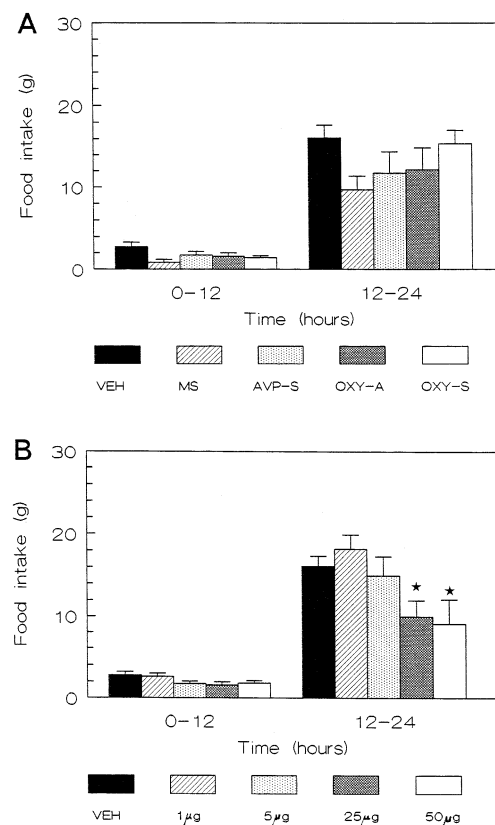 A
30
20
10
0
Food intake (g)
0-12 12-24
Time (hours)
VEH MS AVP-S OXY-A OXY-S
B
30
20
10
0
Food intake (g)
★ ★
0-12 12-24
Time (hours)
VEH 1μg 5μg 25μg 50μg